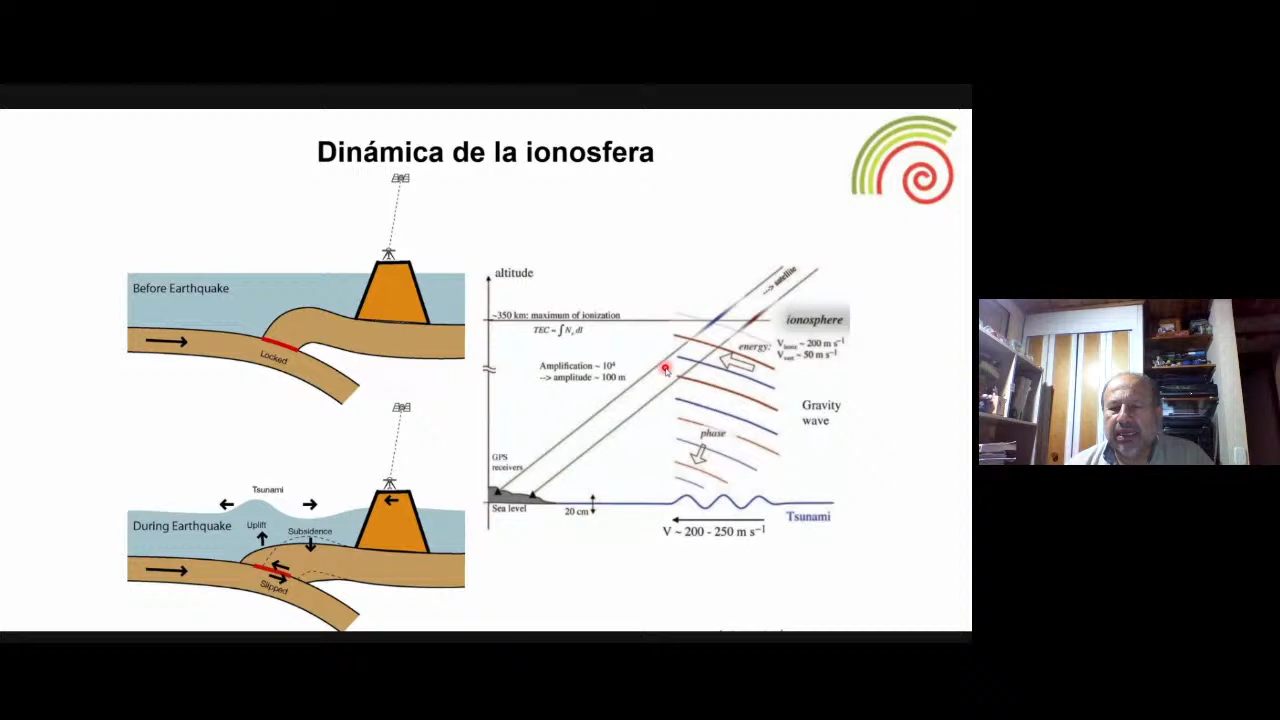 Dinámica de la ionosfera
Before Earthquake
Locked
Tsunami
During Earthquake
Uplift
Subsidence
Slipped
altitude
~350 km: maximum of ionization
TEC = ∫ Nₑ dl
Amplification ~ 10⁴
--> amplitude ~ 100 m
---> satellite
ionosphere
energy:
~ 200 m s⁻¹
~ 50 m s⁻¹
Gravity
wave
phase
GPS
receivers
Sea level
20 cm
Tsunami
V ~ 200 - 250 m s⁻¹